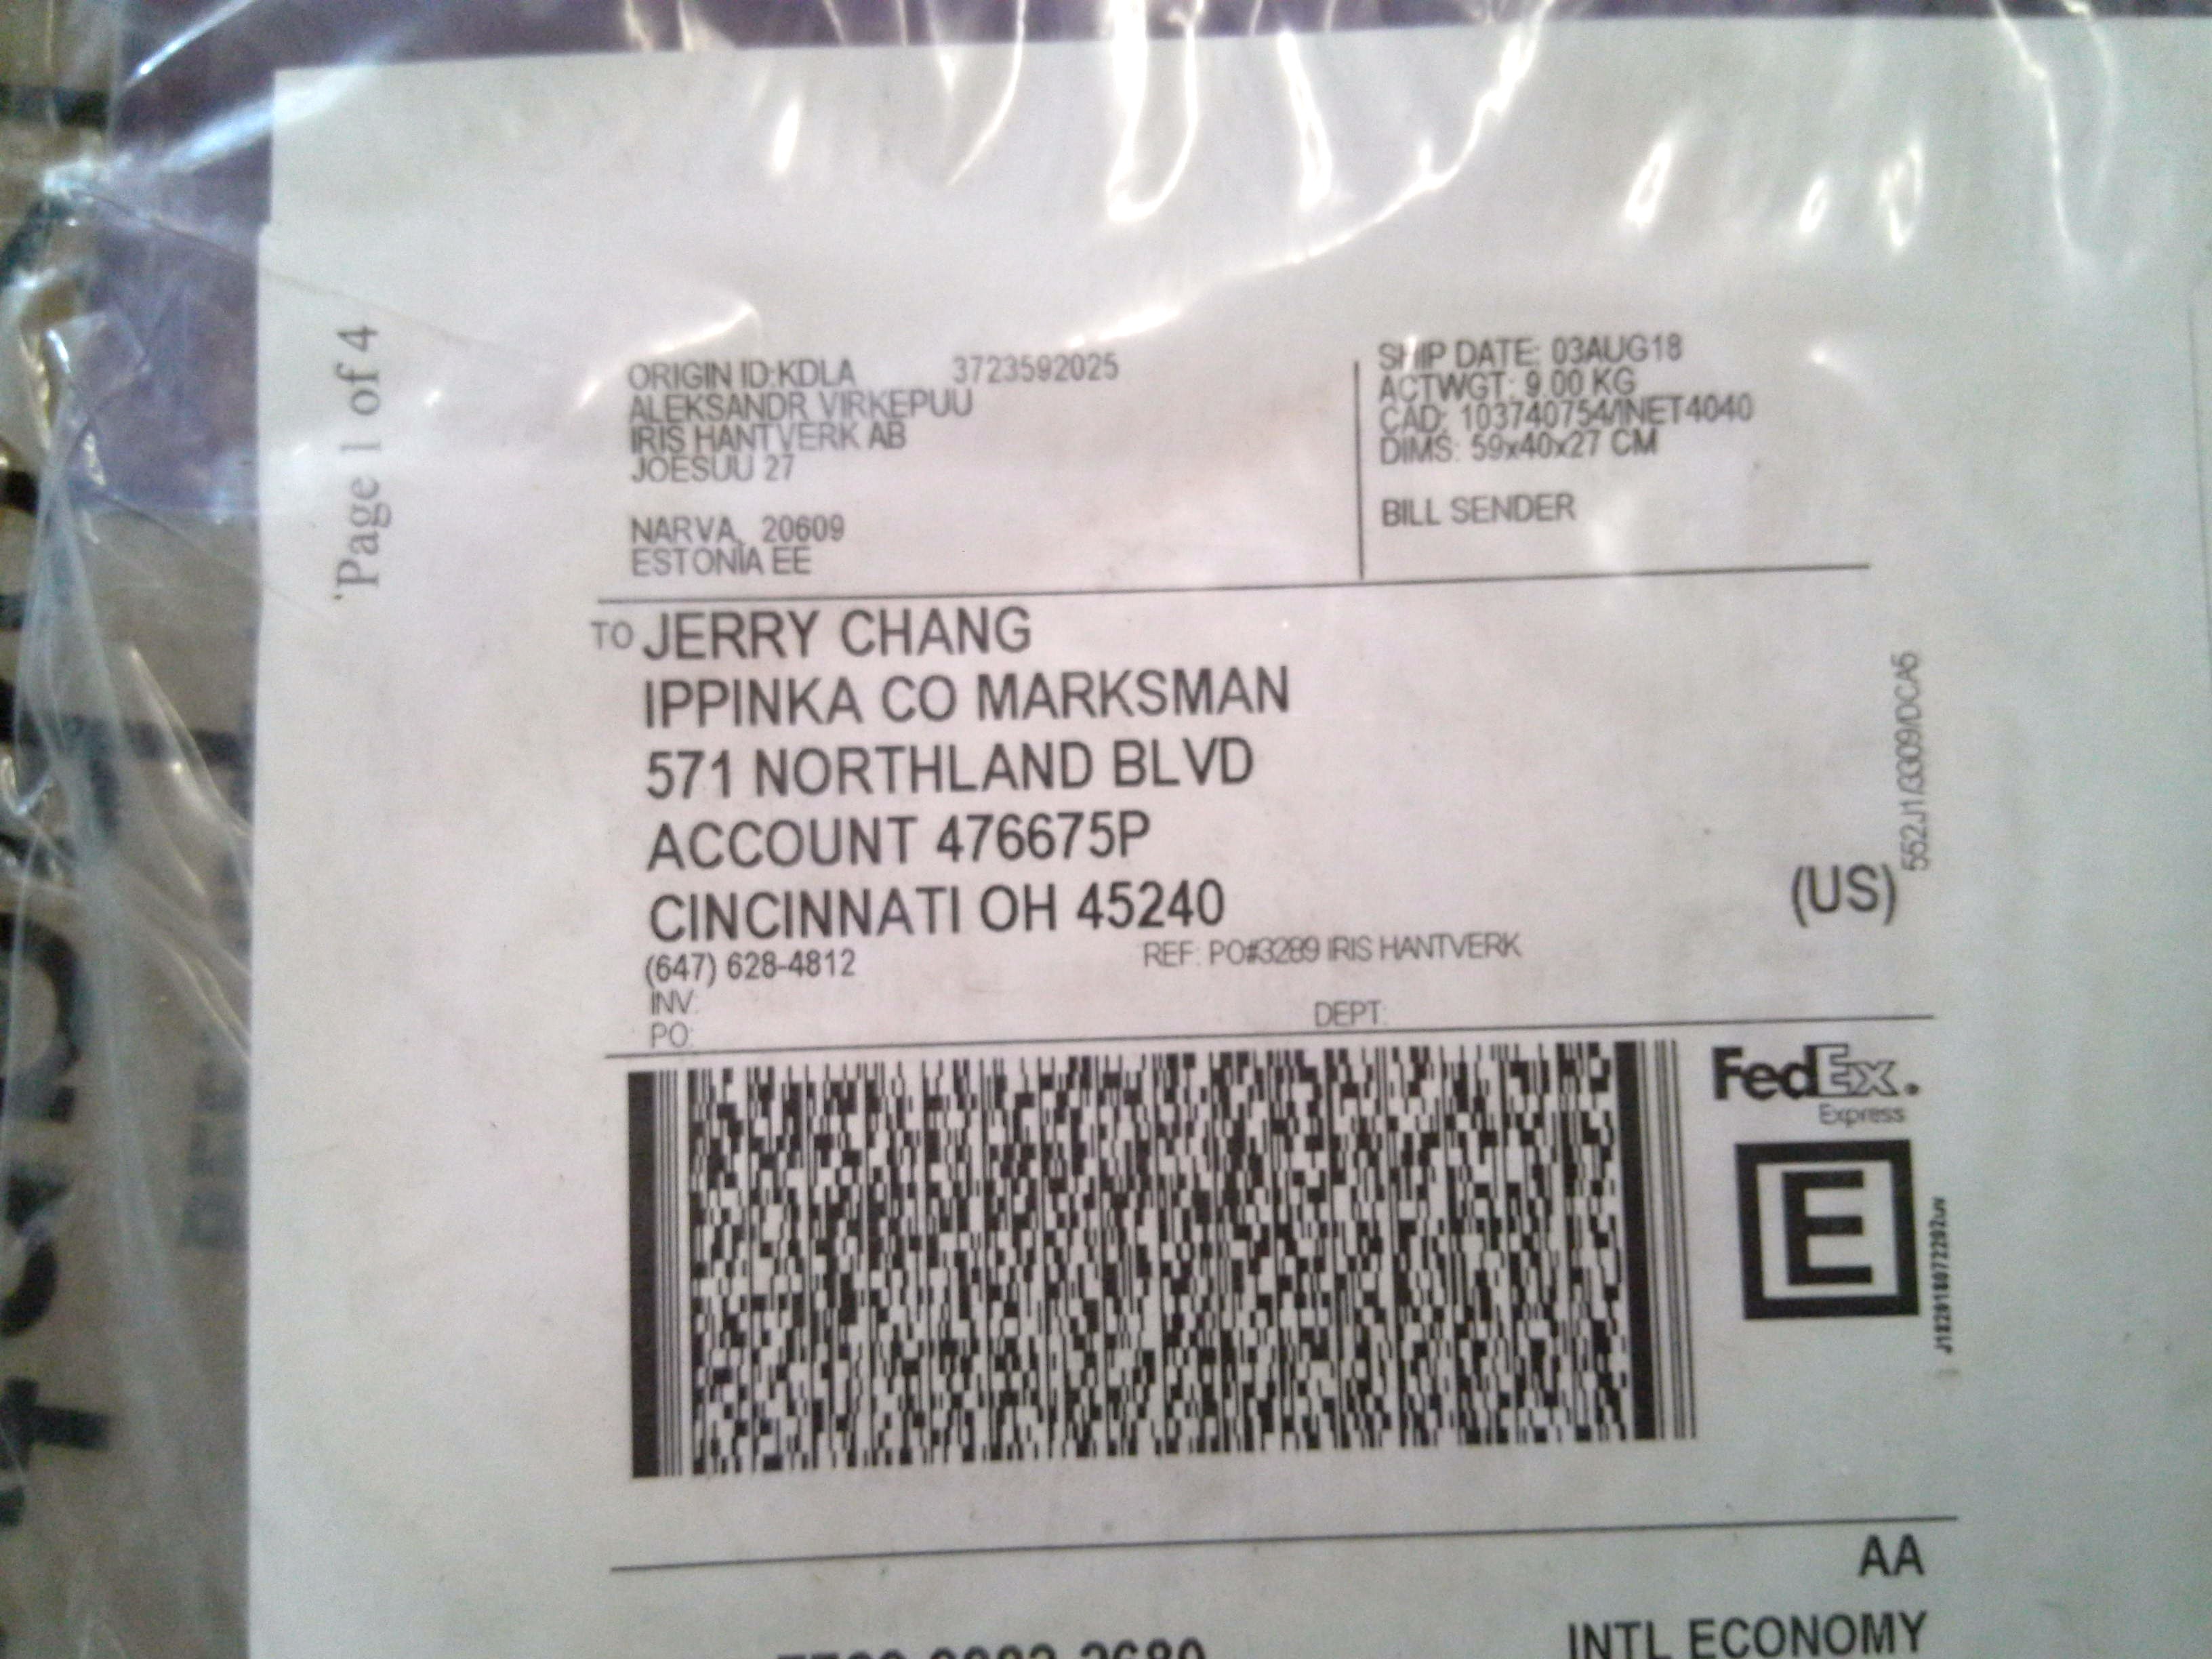 Page 1 of 4
ORIGIN ID:KDLA 3723592025
ALEKSANDR VIRKEPUU
IRIS HANTVERK AB
JOESUU 27
NARVA, 20609
ESTONIA EE
SHIP DATE: 03AUG18
ACTWGT: 9.00 KG
CAD: 103740754/INET4040
DIMS: 59x40x27 CM
BILL SENDER
TO JERRY CHANG
IPPINKA CO MARKSMAN
571 NORTHLAND BLVD
ACCOUNT 476675P
CINCINNATI OH 45240
(US)
552J1/3309/DCA5
(647) 628-4812
REF: PO#3289 IRIS HANTVERK
INV:
PO:
DEPT:
FedEx.
Express
E
AA
INTL ECONOMY